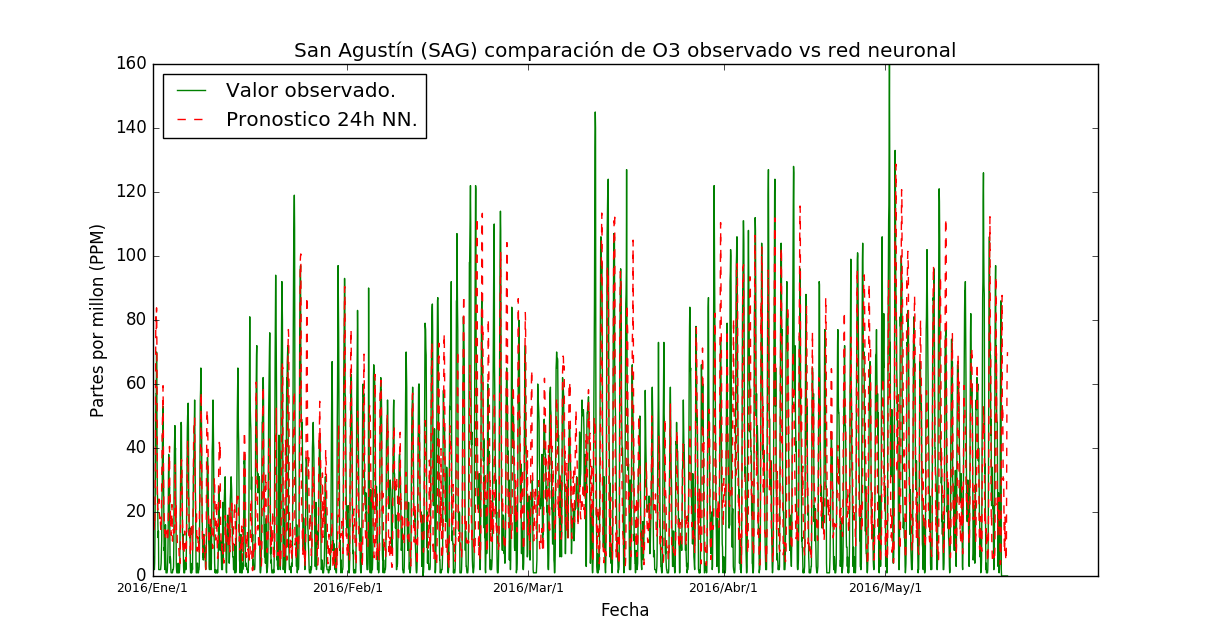 San Agustín (SAG) comparación de O3 observado vs red neuronal
Valor observado.
Pronostico 24h NN.
Partes por millon (PPM)
160
140
120
100
80
60
40
20
0
2016/Ene/1
2016/Feb/1
2016/Mar/1
2016/Abr/1
2016/May/1
Fecha